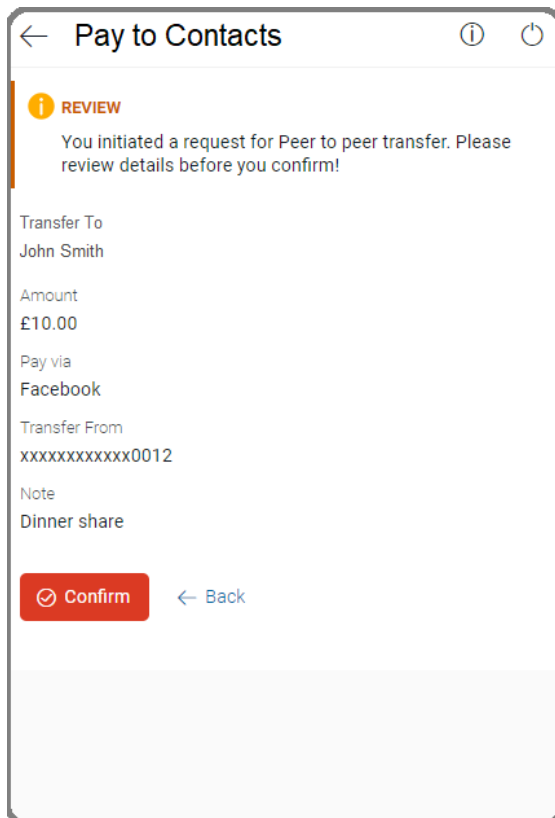 Pay to Contacts
REVIEW
You initiated a request for Peer to peer transfer. Please
review details before you confirm!
Transfer To
John Smith
Amount
£10.00
Pay via
Facebook
Transfer From
xxxxxxxxxxxx0012
Note
Dinner share
Confirm
Back